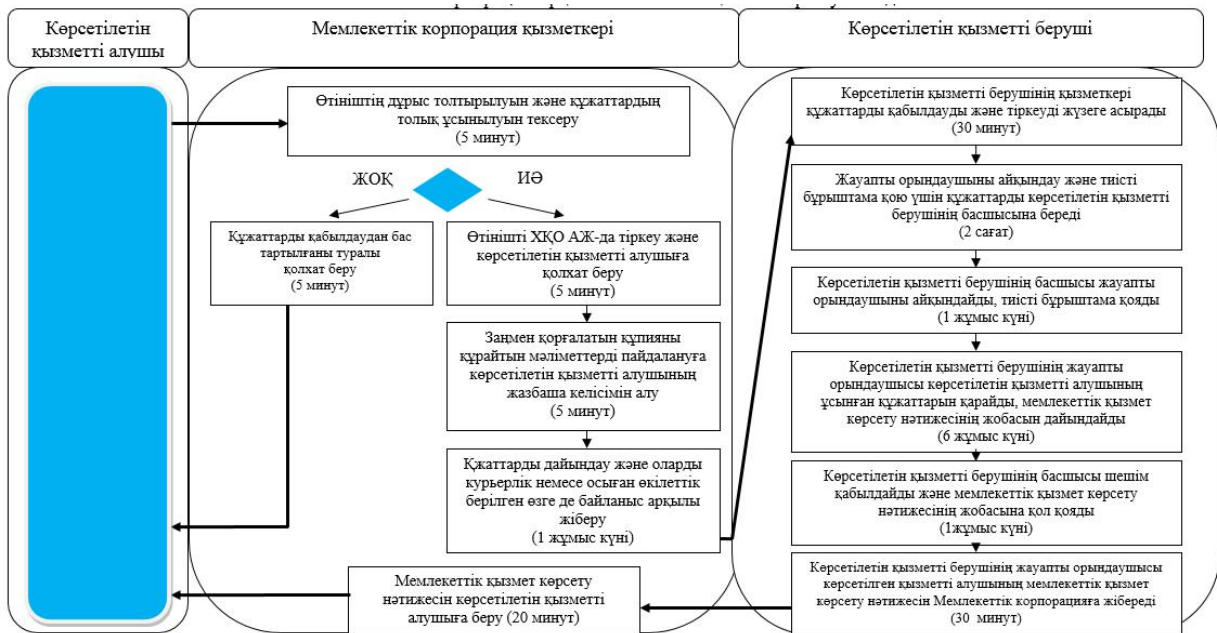 Көрсетілетін
қызметті алушы
Мемлекеттік корпорация қызметкері
Көрсетілетін қызметті беруші
Өтініштің дұрыс толтырылуын және құжаттардың
толық ұсынылуын тексеру
(5 минут)
ЖОҚ
ИӘ
Құжаттарды қабылдаудан бас
тартылғаны туралы
қолхат беру
(5 минут)
Өтінішті ХҚО АЖ-да тіркеу және
көрсетілетін қызметті алушыға
қолхат беру
(5 минут)
Заңмен қорғалатын құпияны
құрайтын мәліметтерді пайдалануға
көрсетілетін қызметті алушының
жазбаша келісімін алу
(5 минут)
Қжаттарды дайындау және оларды
курьерлік немесе осыған өкілеттік
берілген өзге де байланыс арқылы
жіберу
(1 жұмыс күні)
Мемлекеттік қызмет көрсету
нәтижесін көрсетілетін қызметті
алушыға беру (20 минут)
Көрсетілетін қызметті берушінің қызметкері
құжаттарды қабылдауды және тіркеуді жүзеге асырады
(30 минут)
Жауапты орындаушыны айқындау және тиісті
бұрыштама қою үшін құжаттарды көрсетілетін қызметті
берушінің басшысына береді
(2 сағат)
Көрсетілетін қызметті берушінің басшысы жауапты
орындаушыны айқындайды, тиісті бұрыштама қояды
(1 жұмыс күні)
Көрсетілетін қызметті берушінің жауапты
орындаушысы көрсетілетін қызметті алушының
ұсынған құжаттарын қарайды, мемлекеттік қызмет
көрсету нәтижесінің жобасын дайындайды
(6 жұмыс күні)
Көрсетілетін қызметті берушінің басшысы шешім
қабылдайды және мемлекеттік қызмет көрсету
нәтижесінің жобасына қол қояды
(1жұмыс күні)
Көрсетілетін қызметті берушінің жауапты орындаушысы
көрсетілген қызметті алушының мемлекеттік қызмет
көрсету нәтижесін Мемлекеттік корпорацияға жібереді
(30 минут)